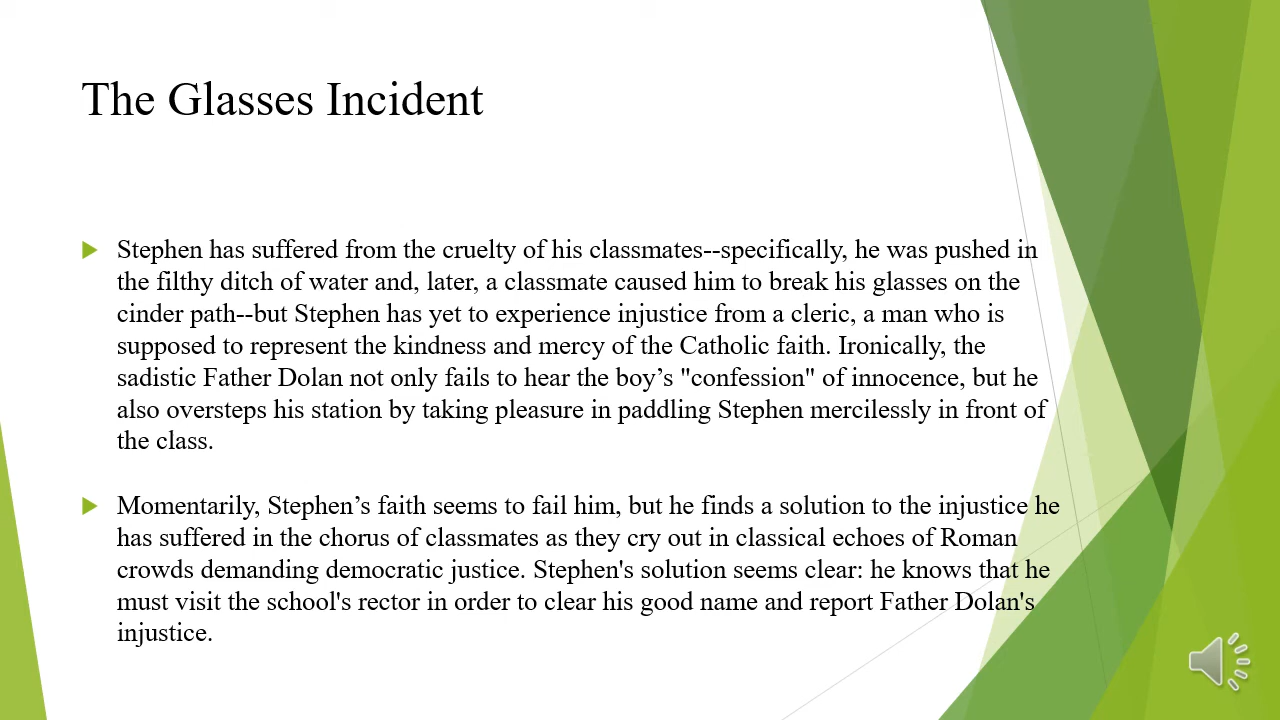 The Glasses Incident
Stephen has suffered from the cruelty of his classmates--specifically, he was pushed in
the filthy ditch of water and, later, a classmate caused him to break his glasses on the
cinder path--but Stephen has yet to experience injustice from a cleric, a man who is
supposed to represent the kindness and mercy of the Catholic faith. Ironically, the
sadistic Father Dolan not only fails to hear the boy’s "confession" of innocence, but he
also oversteps his station by taking pleasure in paddling Stephen mercilessly in front of
the class.
Momentarily, Stephen’s faith seems to fail him, but he finds a solution to the injustice he
has suffered in the chorus of classmates as they cry out in classical echoes of Roman
crowds demanding democratic justice. Stephen's solution seems clear: he knows that he
must visit the school's rector in order to clear his good name and report Father Dolan's
injustice.